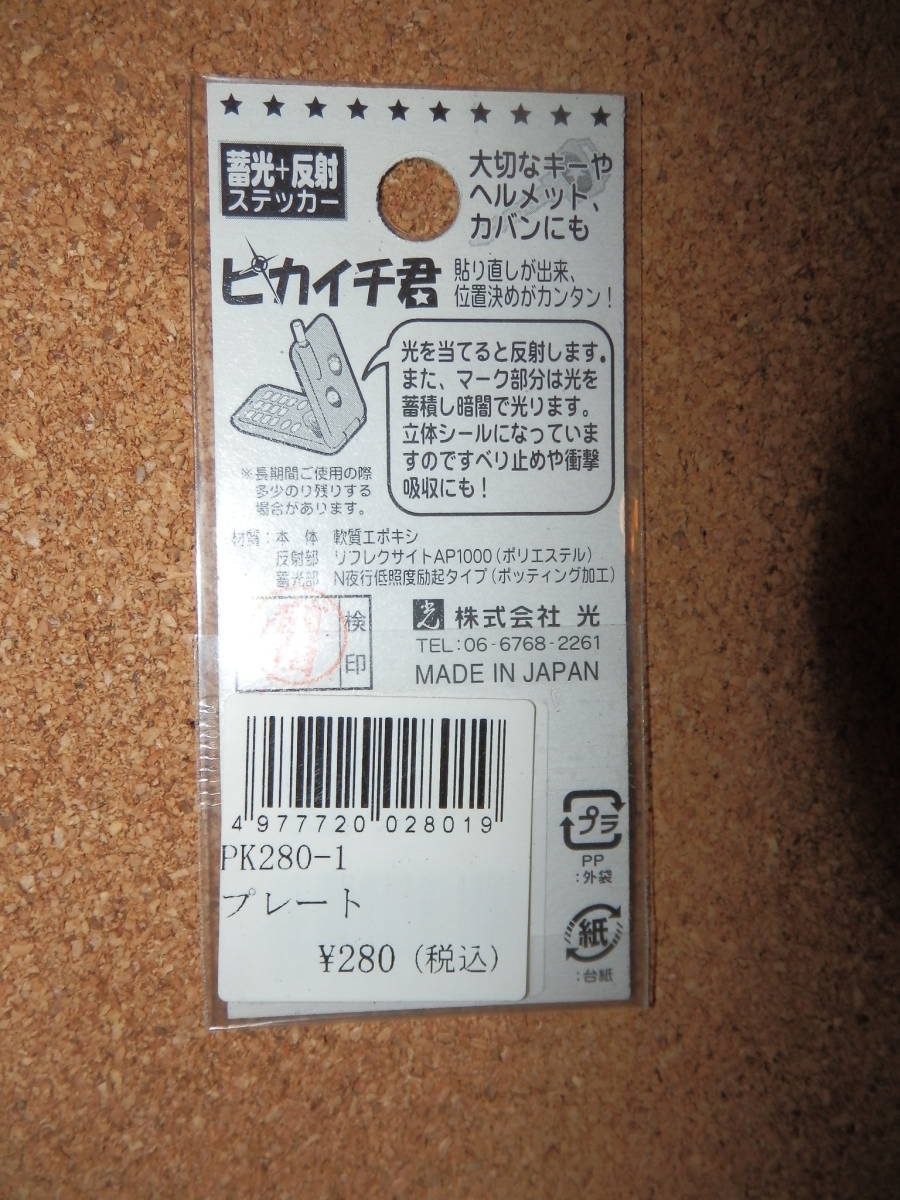 蓄光+反射
ステッカー
大切なキーや
ヘルメット、
カバンにも
ピカイチ君
貼り直しが出来、
位置決めがカンタン!
光を当てると反射します。
また、マーク部分は光を
蓄積し暗闇で光ります。
立体シールになっていま
すのですべり止めや衝撃
吸収にも!
※長期間ご使用の際
多少のり残りする
場合があります。
材質:本 体 軟質エポキシ
反射部 リフレクサイトAP1000(ポリエステル)
蓄光部 N夜行低照度励起タイプ(ポッティング加工)
検
印
株式会社 光
TEL:06-6768-2261
MADE IN JAPAN
4 977720 028019
PK280-1
プレート
¥280 (税込)
プラ
PP
:外袋
紙
:台紙